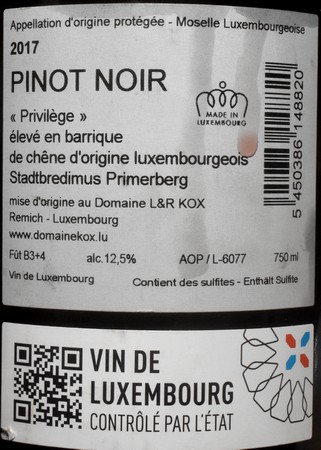 Appellation d'origine protégée - Moselle Luxembourgeoise
2017
PINOT NOIR
MADE IN
LUXEMBOURG
« Privilège »
élevé en barrique
de chêne d'origine luxembourgeois
Stadtbredimus Primerberg
mise d'origine au Domaine L&R KOX
Remich - Luxembourg
www.domainekox.lu
Fût B3+4 alc.12,5% AOP / L-6077 750 ml
Vin de Luxembourg Contient des sulfites - Enthält Sulfite
5 450386 148820
VIN DE
LUXEMBOURG
CONTRÔLÉ PAR L'ÉTAT